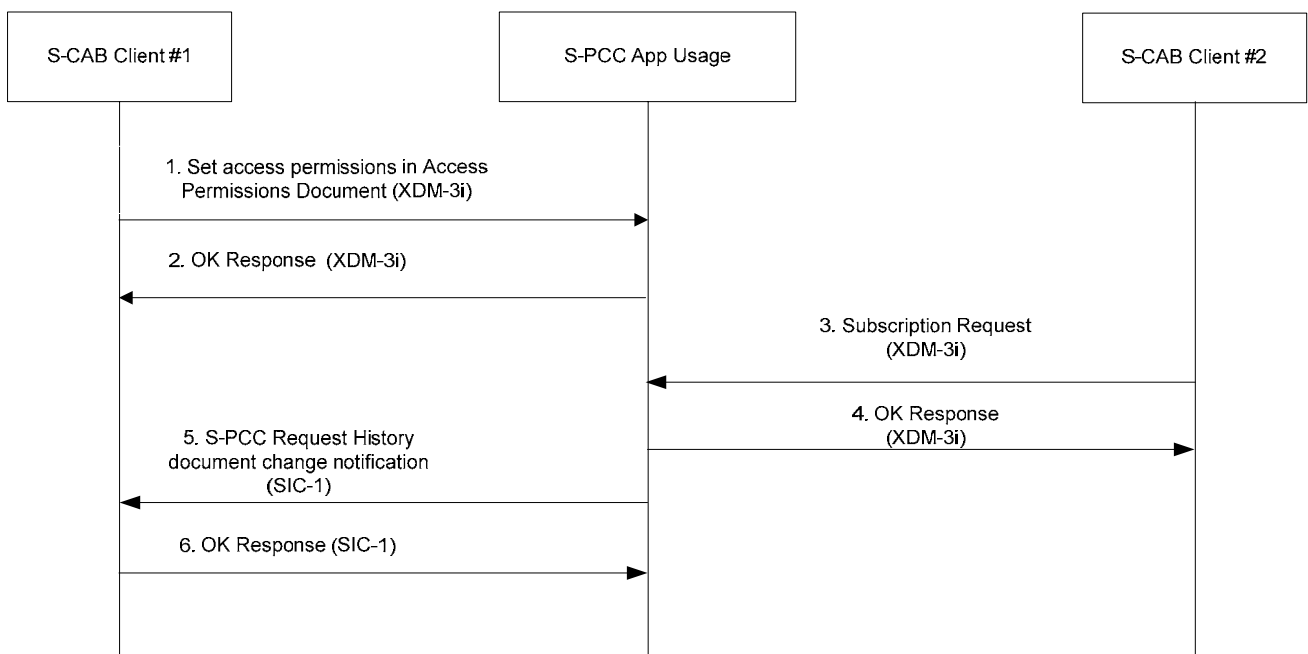 S-CAB Client #1
S-PCC App Usage
S-CAB Client #2
1. Set access permissions in Access
Permissions Document (XDM-3i)
2. OK Response (XDM-3i)
3. Subscription Request
(XDM-3i)
4. OK Response
(XDM-3i)
5. S-PCC Request History
document change notification
(SIC-1)
6. OK Response (SIC-1)